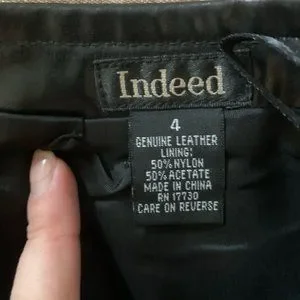 Indeed
4
GENUINE LEATHER
LINING:
50% NYLON
50% ACETATE
MADE IN CHINA
RN 17730
CARE ON REVERSE